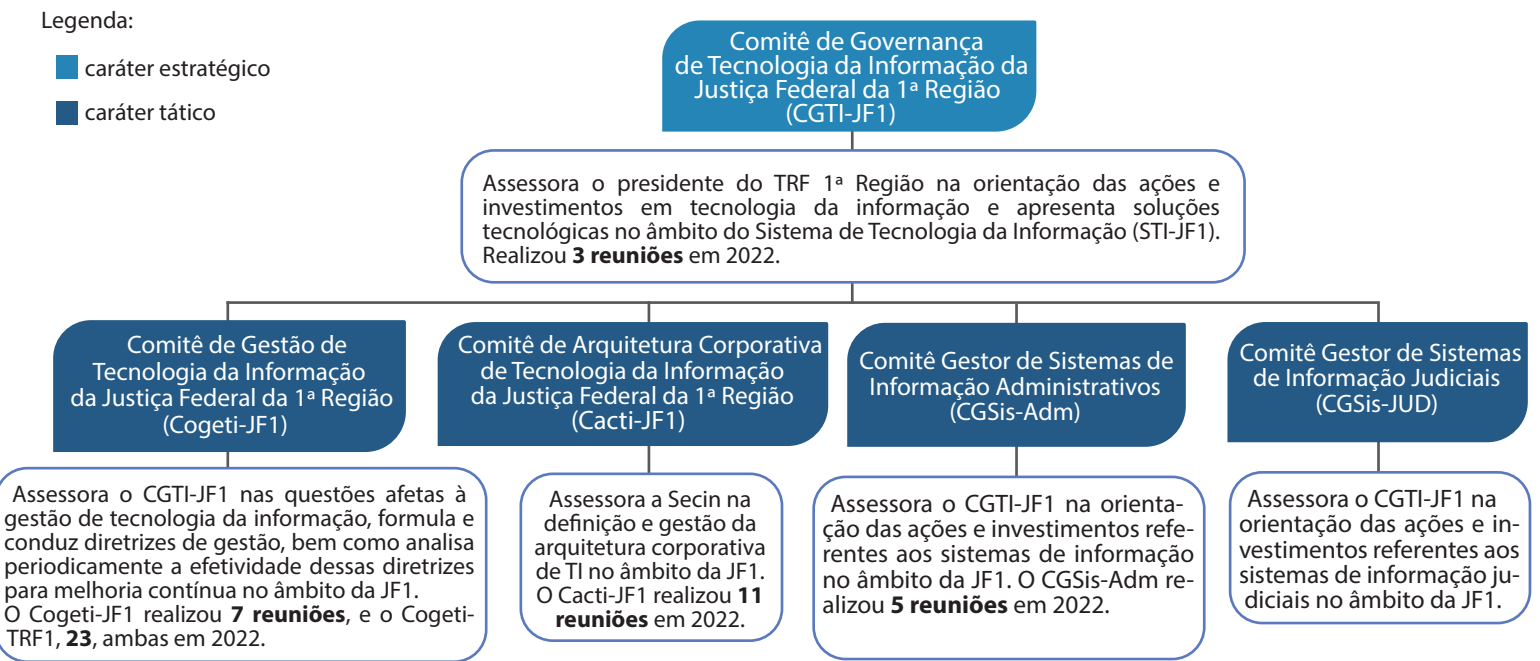 Legenda:
caráter estratégico
caráter tático
Comitê de Governança
de Tecnologia da Informação da
Justiça Federal da 1ª Região
(CGTI-JF1)
Assessora o presidente do TRF 1ª Região na orientação das ações e
investimentos em tecnologia da informação e apresenta soluções
tecnológicas no âmbito do Sistema de Tecnologia da Informação (STI-JF1).
Realizou 3 reuniões em 2022.
Comitê de Gestão de
Tecnologia da Informação
da Justiça Federal da 1ª Região
(Cogeti-JF1)
Assessora o CGTI-JF1 nas questões afetas à
gestão de tecnologia da informação, formula e
conduz diretrizes de gestão, bem como analisa
periodicamente a efetividade dessas diretrizes
para melhoria contínua no âmbito da JF1.
O Cogeti-JF1 realizou 7 reuniões, e o Cogeti-
TRF1, 23, ambas em 2022.
Comitê de Arquitetura Corporativa
de Tecnologia da Informação
da Justiça Federal da 1ª Região
(Cacti-JF1)
Assessora a Secin na
definição e gestão da
arquitetura corporativa
de TI no âmbito da JF1.
O Cacti-JF1 realizou 11
reuniões em 2022.
Comitê Gestor de Sistemas de
Informação Administrativos
(CGSis-Adm)
Assessora o CGTI-JF1 na orienta-
ção das ações e investimentos refe-
rentes aos sistemas de informação
no âmbito da JF1. O CGSis-Adm re-
alizou 5 reuniões em 2022.
Comitê Gestor de Sistemas
de Informação Judiciais
(CGSis-JUD)
Assessora o CGTI-JF1 na
orientação das ações e in-
vestimentos referentes aos
sistemas de informação ju-
diciais no âmbito da JF1.